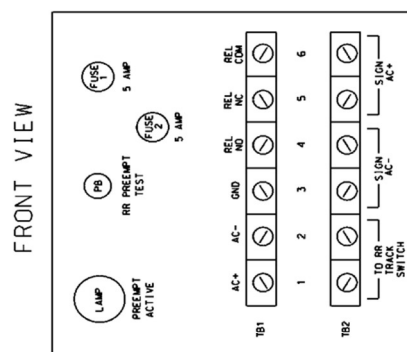 FRONT VIEW
FUSE
1
5 AMP
FUSE
2
5 AMP
PB
RR PREEMPT
TEST
LAMP
PREEMPT
ACTIVE
TB1
AC+
AC-
GND
REL
NO
REL
NC
REL
COM
1
2
3
4
5
6
TB2
TO RR
TRACK
SWITCH
SIGN
AC-
SIGN
AC+